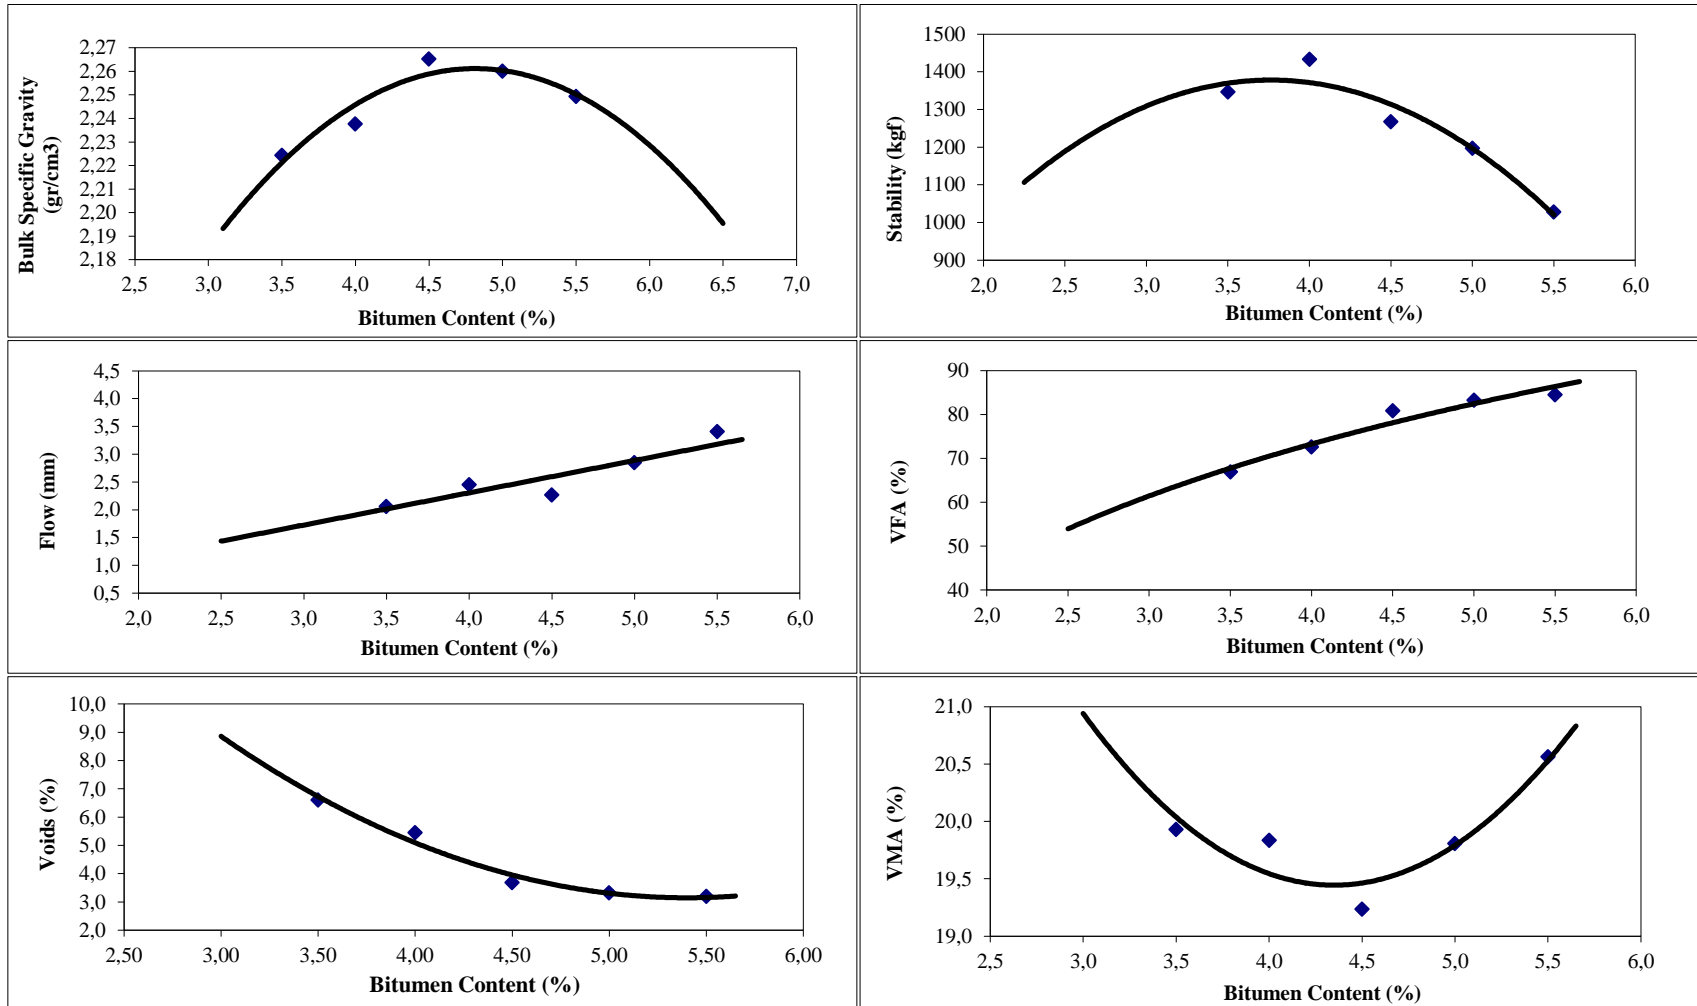 Bulk Specific Gravity
(gr/cm3)
2,27
2,26
2,25
2,24
2,23
2,22
2,21
2,20
2,19
2,18
2,5 3,0 3,5 4,0 4,5 5,0 5,5 6,0 6,5 7,0
Bitumen Content (%)
Stability (kgf)
1500
1400
1300
1200
1100
1000
900
2,0 2,5 3,0 3,5 4,0 4,5 5,0 5,5 6,0
Bitumen Content (%)
Flow (mm)
4,5
4,0
3,5
3,0
2,5
2,0
1,5
1,0
0,5
2,0 2,5 3,0 3,5 4,0 4,5 5,0 5,5 6,0
Bitumen Content (%)
VFA (%)
90
80
70
60
50
40
2,0 2,5 3,0 3,5 4,0 4,5 5,0 5,5 6,0
Bitumen Content (%)
Voids (%)
10,0
9,0
8,0
7,0
6,0
5,0
4,0
3,0
2,0
2,50 3,00 3,50 4,00 4,50 5,00 5,50 6,00
Bitumen Content (%)
VMA (%)
21,0
20,5
20,0
19,5
19,0
2,5 3,0 3,5 4,0 4,5 5,0 5,5 6,0
Bitumen Content (%)